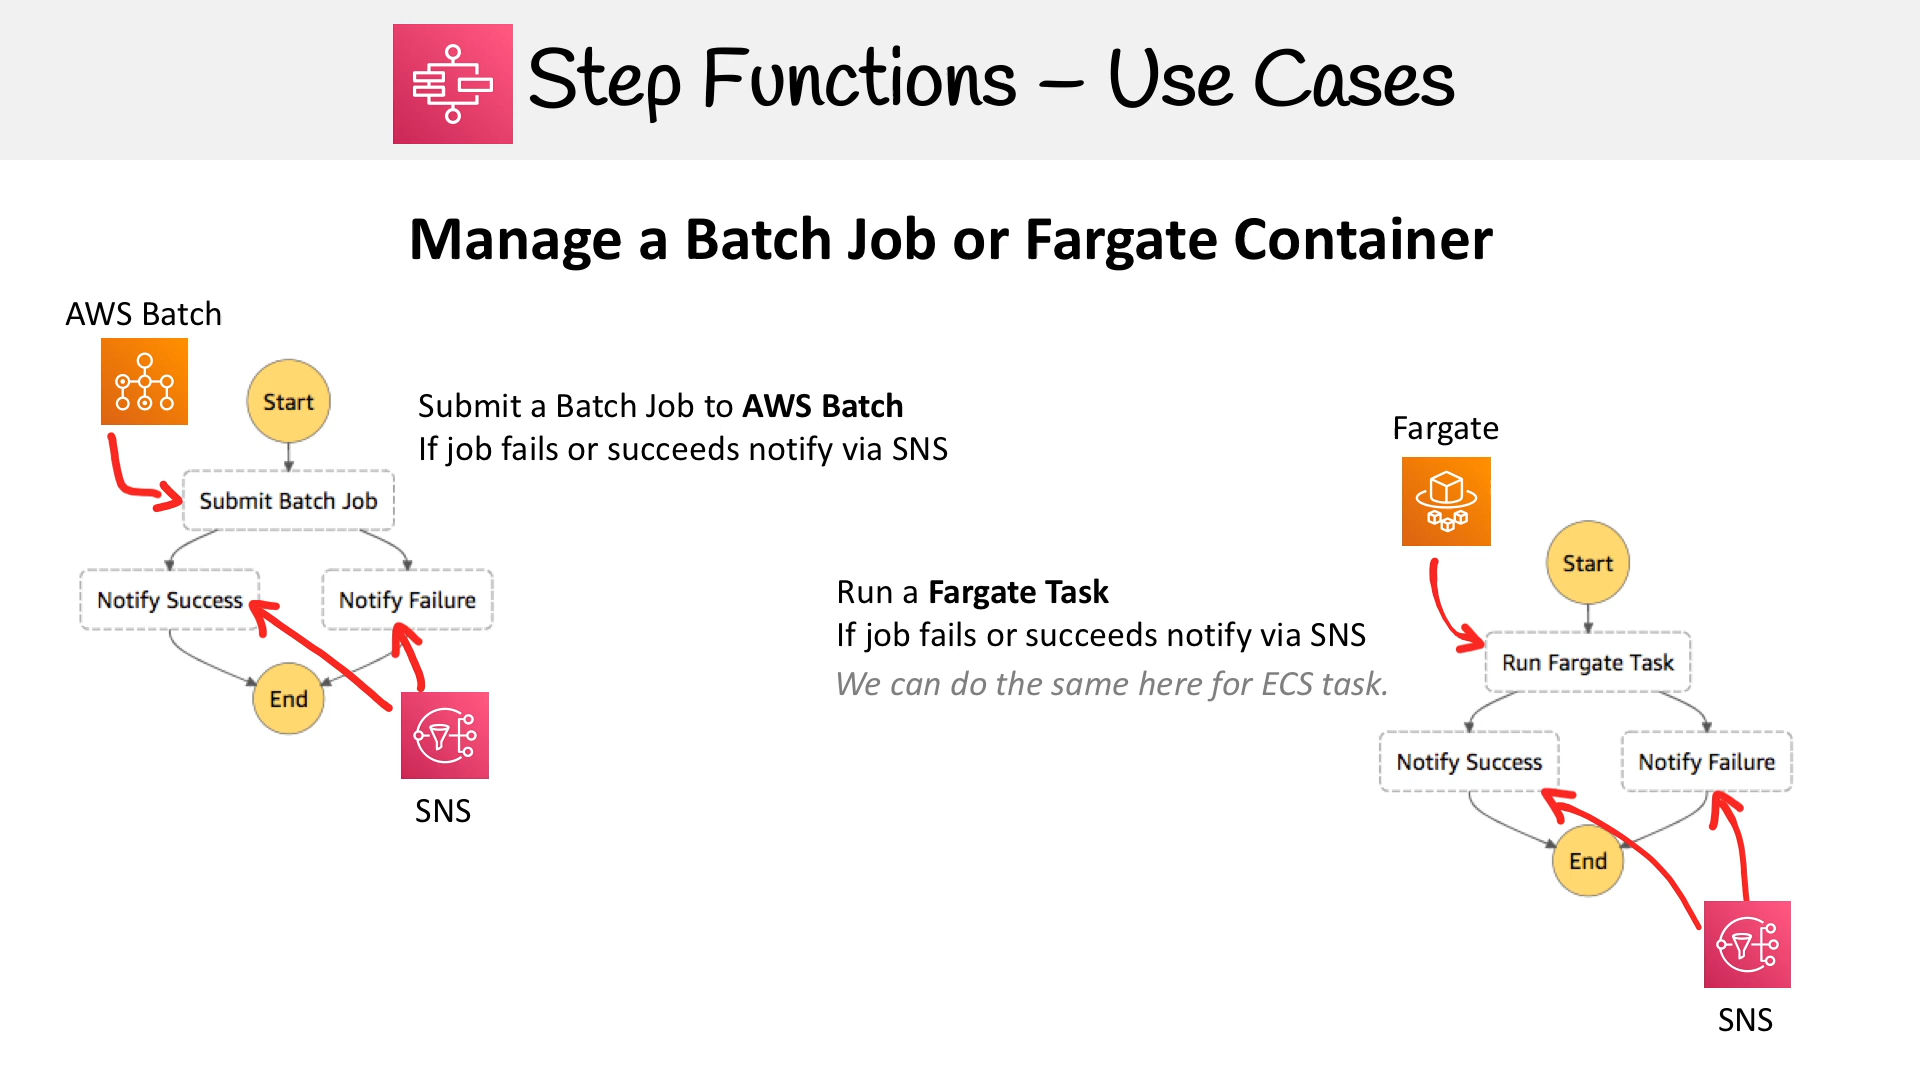 Step Functions – Use Cases
Manage a Batch Job or Fargate Container
AWS Batch
Start
Submit a Batch Job to AWS Batch
If job fails or succeeds notify via SNS
Submit Batch Job
Notify Success
Notify Failure
End
SNS
Fargate
Start
Run a Fargate Task
If job fails or succeeds notify via SNS
We can do the same here for ECS task.
Run Fargate Task
Notify Success
Notify Failure
End
SNS